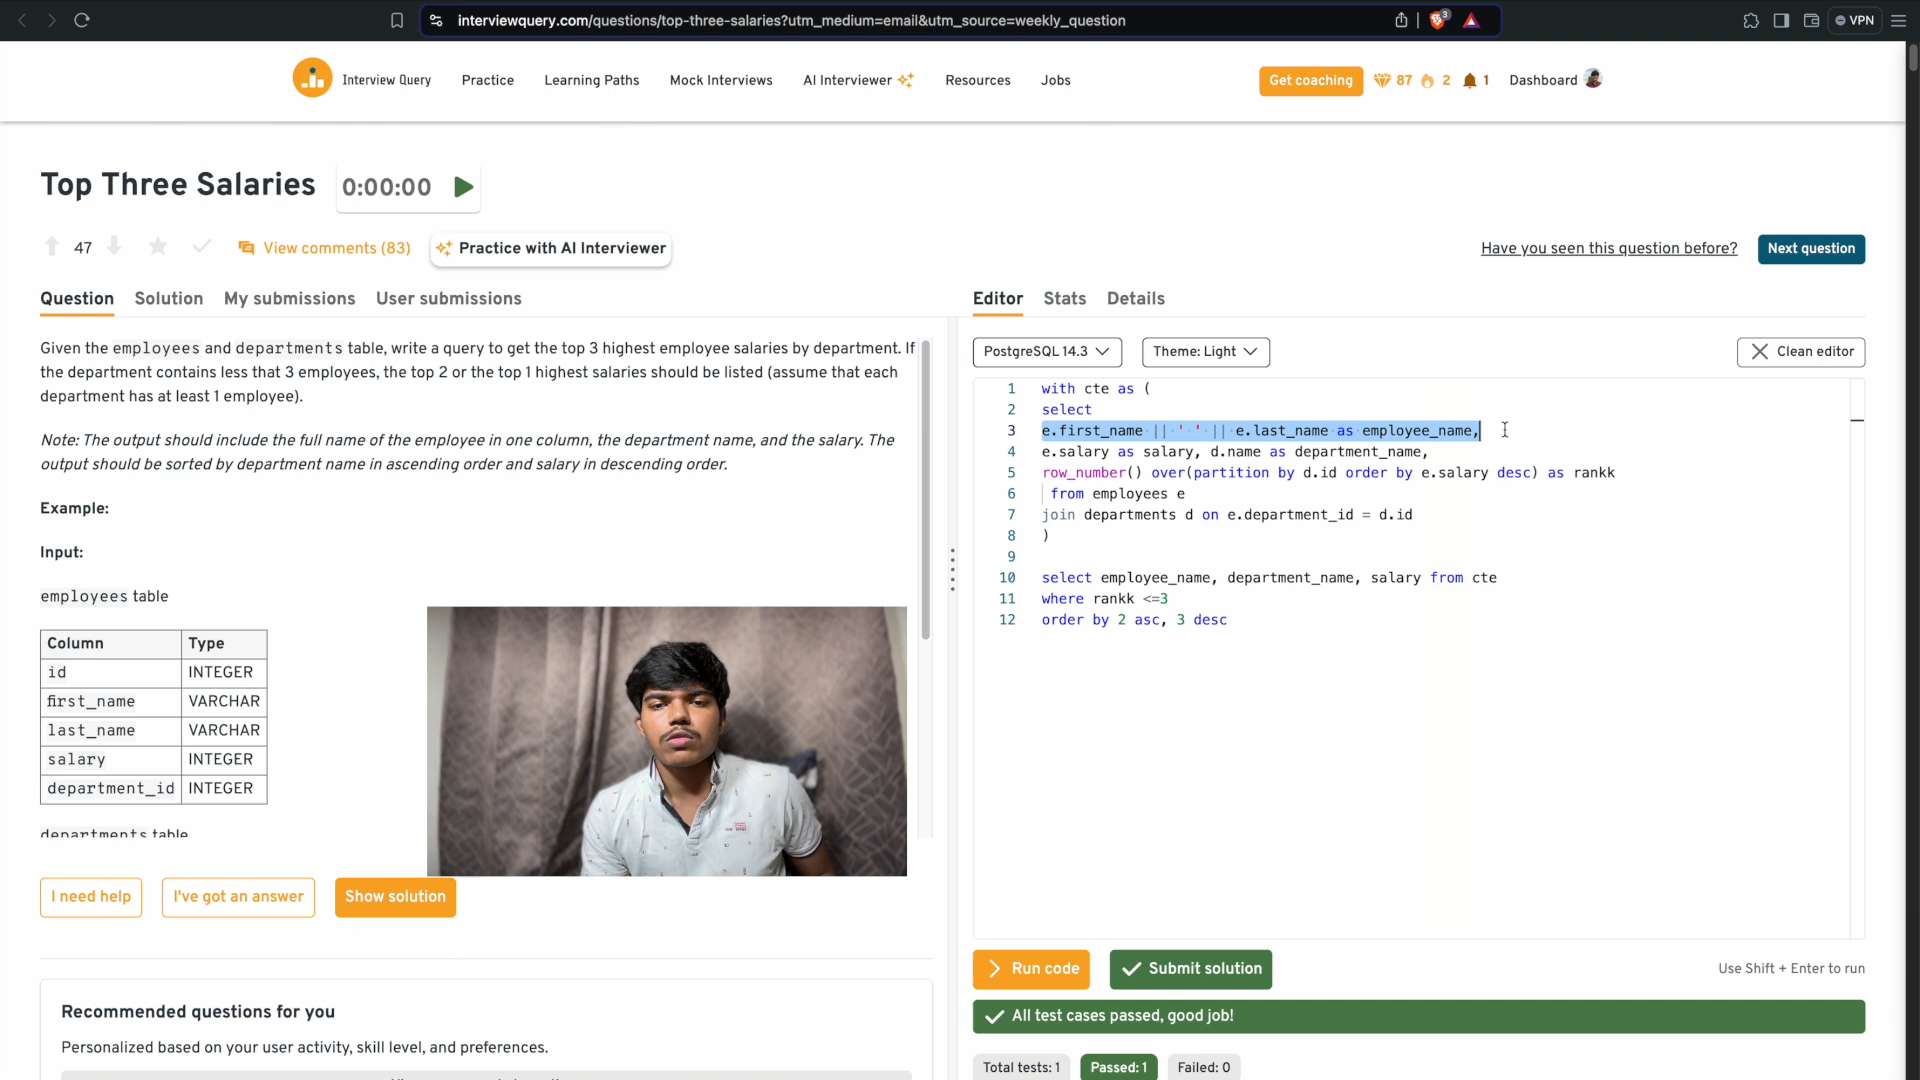 interviewquery.com/questions/top-three-salaries?utm_medium=email&utm_source=weekly_question
3
VPN
Interview Query
Practice
Learning Paths
Mock Interviews
AI Interviewer
Resources
Jobs
Get coaching
87
2
1
Dashboard
Top Three Salaries
0:00:00
47
View comments (83)
Practice with AI Interviewer
Have you seen this question before?
Next question
Question
Solution
My submissions
User submissions
Given the employees and departments table, write a query to get the top 3 highest employee salaries by department. If
the department contains less that 3 employees, the top 2 or the top 1 highest salaries should be listed (assume that each
department has at least 1 employee).
Note: The output should include the full name of the employee in one column, the department name, and the salary. The
output should be sorted by department name in ascending order and salary in descending order.
Example:
Input:
employees table
Column Type
id INTEGER
first_name VARCHAR
last_name VARCHAR
salary INTEGER
department_id INTEGER
departments table
I need help
I've got an answer
Show solution
Recommended questions for you
Personalized based on your user activity, skill level, and preferences.
Editor
Stats
Details
PostgreSQL 14.3
Theme: Light
Clean editor
1 with cte as (
2 select
3 e.first_name || ' ' || e.last_name as employee_name,
4 e.salary as salary, d.name as department_name,
5 row_number() over(partition by d.id order by e.salary desc) as rankk
6 from employees e
7 join departments d on e.department_id = d.id
8 )
9
10 select employee_name, department_name, salary from cte
11 where rankk <=3
12 order by 2 asc, 3 desc
Run code
Submit solution
Use Shift + Enter to run
All test cases passed, good job!
Total tests: 1
Passed: 1
Failed: 0